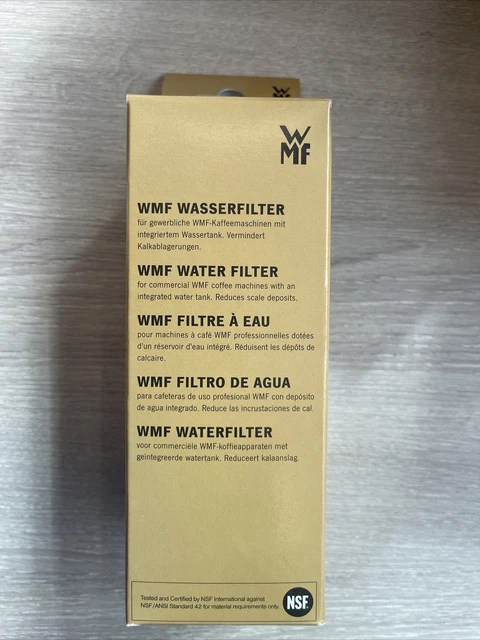 WMF
WMF WASSERFILTER
für gewerbliche WMF-Kaffeemaschinen mit
integriertem Wassertank. Vermindert
Kalkablagerungen.
WMF WATER FILTER
for commercial WMF coffee machines with an
integrated water tank. Reduces scale deposits.
WMF FILTRE À EAU
pour machines à café WMF professionnelles dotées
d'un réservoir d'eau intégré. Réduisent les dépôts de
calcaire.
WMF FILTRO DE AGUA
para cafeteras de uso profesional WMF con depósito
de agua integrado. Reduce las incrustaciones de cal.
WMF WATERFILTER
voor commerciële WMF-koffieapparaten met
geïntegreerde watertank. Reduceert kalaanslag.
Tested and Certified by NSF International against
NSF/ANSI Standard 42 for material requirements only.
NSF